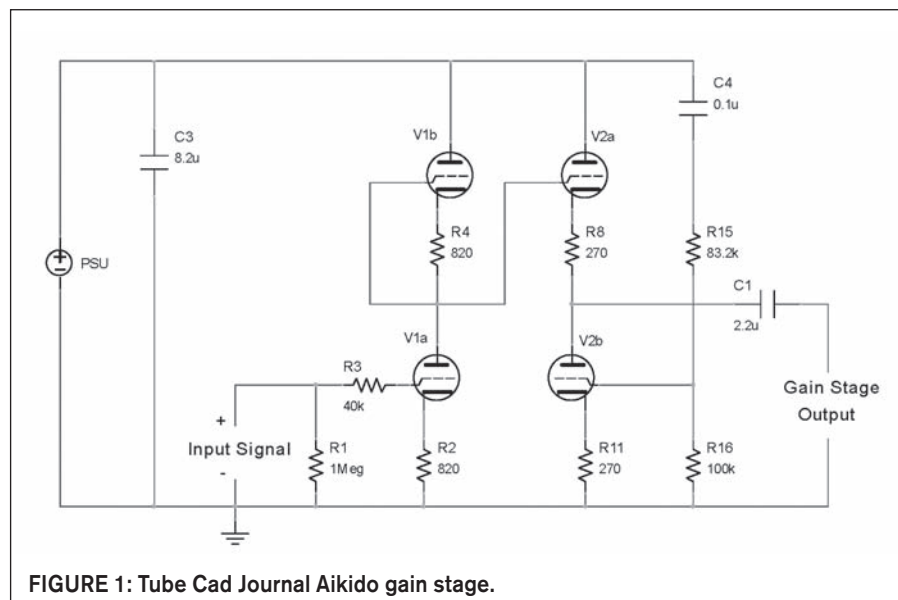 C4
0.1u
V1b
V2a
C3
8.2u
R4
820
R8
270
R15
83.2k
PSU
C1
2.2u
V1a
V2b
R3
40k
Gain Stage
Output
+
Input Signal
-
R1
1Meg
R2
820
R11
270
R16
100k
FIGURE 1: Tube Cad Journal Aikido gain stage.